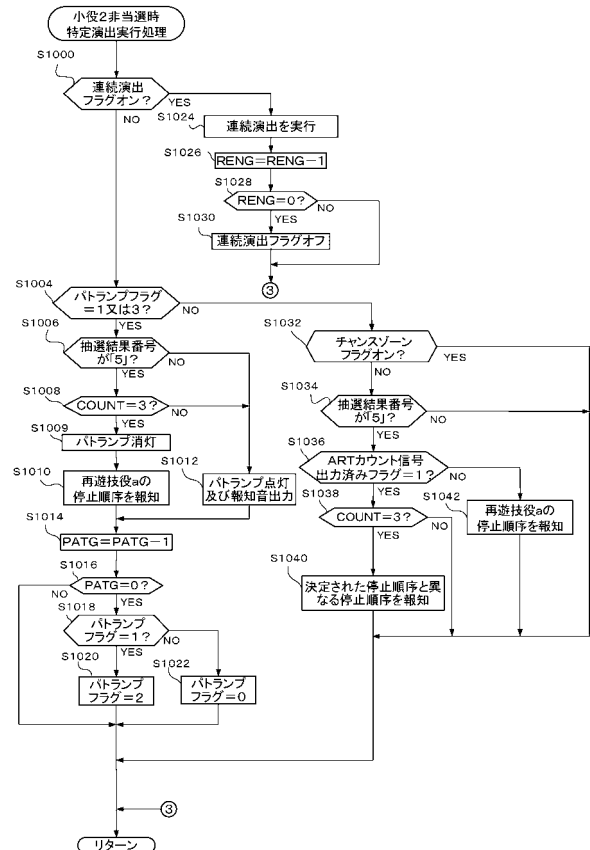 小役2非当選時
特定演出実行処理
S1000
連続演出
フラグオン？
YES
NO
S1024
連続演出を実行
S1026
RENG=RENG-1
S1028
RENG=0?
NO
YES
S1030
連続演出フラグオフ
③
S1004
パトランプフラグ
=1又は3?
NO
YES
S1006
抽選結果番号
が「5」?
NO
YES
S1008
COUNT=3?
NO
YES
S1009
パトランプ消灯
S1010
再遊技役aの
停止順序を報知
S1012
パトランプ点灯
及び報知音出力
S1014
PATG=PATG-1
S1016
PATG=0?
NO
YES
S1018
パトランプ
フラグ=1?
NO
YES
S1020
パトランプ
フラグ=2
S1022
パトランプ
フラグ=0
S1032
チャンスゾーン
フラグオン?
YES
NO
S1034
抽選結果番号
が「5」?
NO
YES
S1036
ARTカウント信号
出力済みフラグ=1?
NO
YES
S1038
COUNT=3?
NO
YES
S1042
再遊技役aの
停止順序を報知
S1040
決定された停止順序と異
なる停止順序を報知
③
リターン